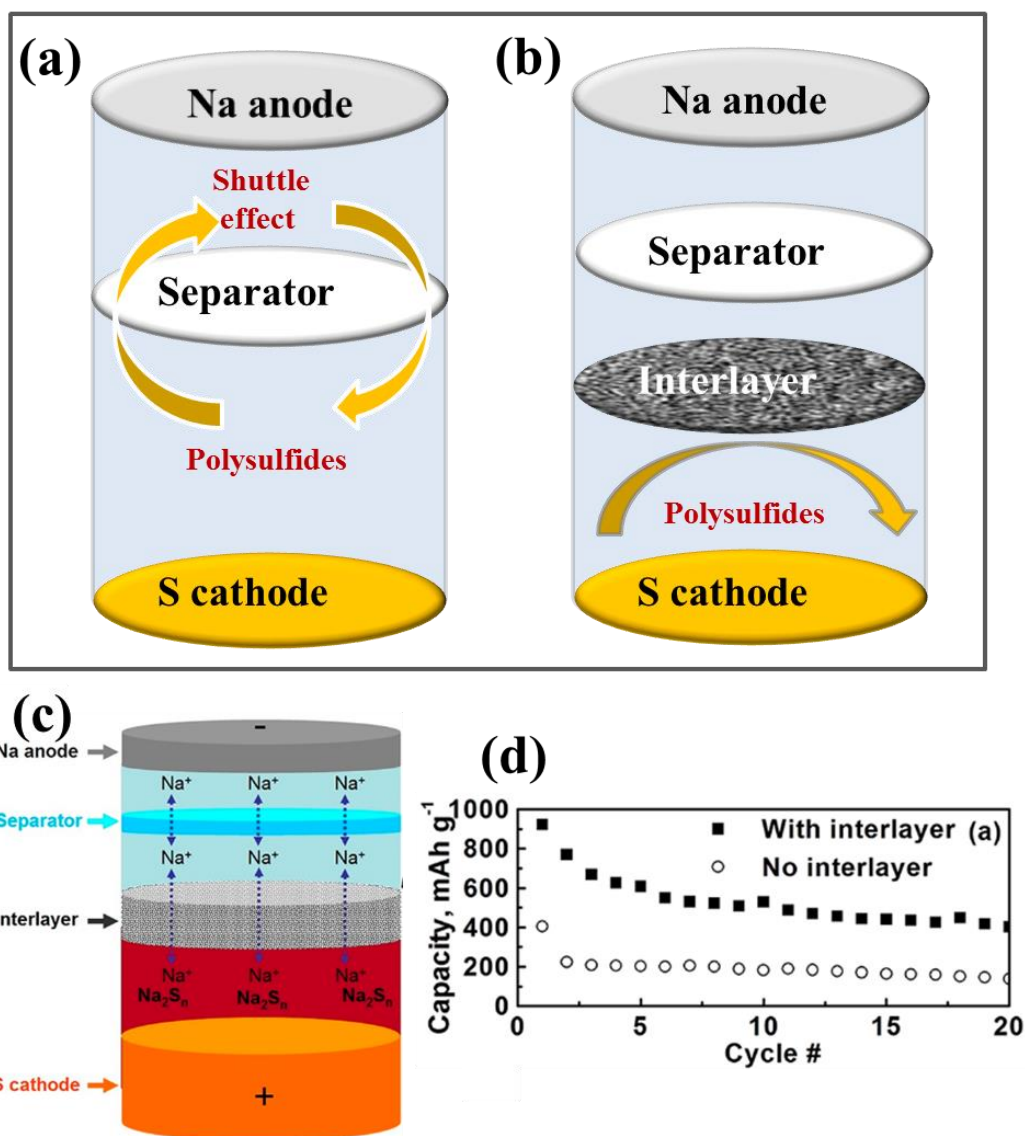 (a)
Na anode
Shuttle
effect
Separator
Polysulfides
S cathode
(b)
Na anode
Separator
Interlayer
Polysulfides
S cathode
(c)
-
Na anode
Na⁺ Na⁺ Na⁺
Separator
Na⁺ Na⁺ Na⁺
Interlayer
Na⁺ Na⁺ Na⁺
Na₂Sₙ Na₂Sₙ Na₂Sₙ
S cathode
+
(d)
Capacity, mAh g⁻¹
1000
800
600
400
200
0
With interlayer (a)
No interlayer
0 5 10 15 20
Cycle #